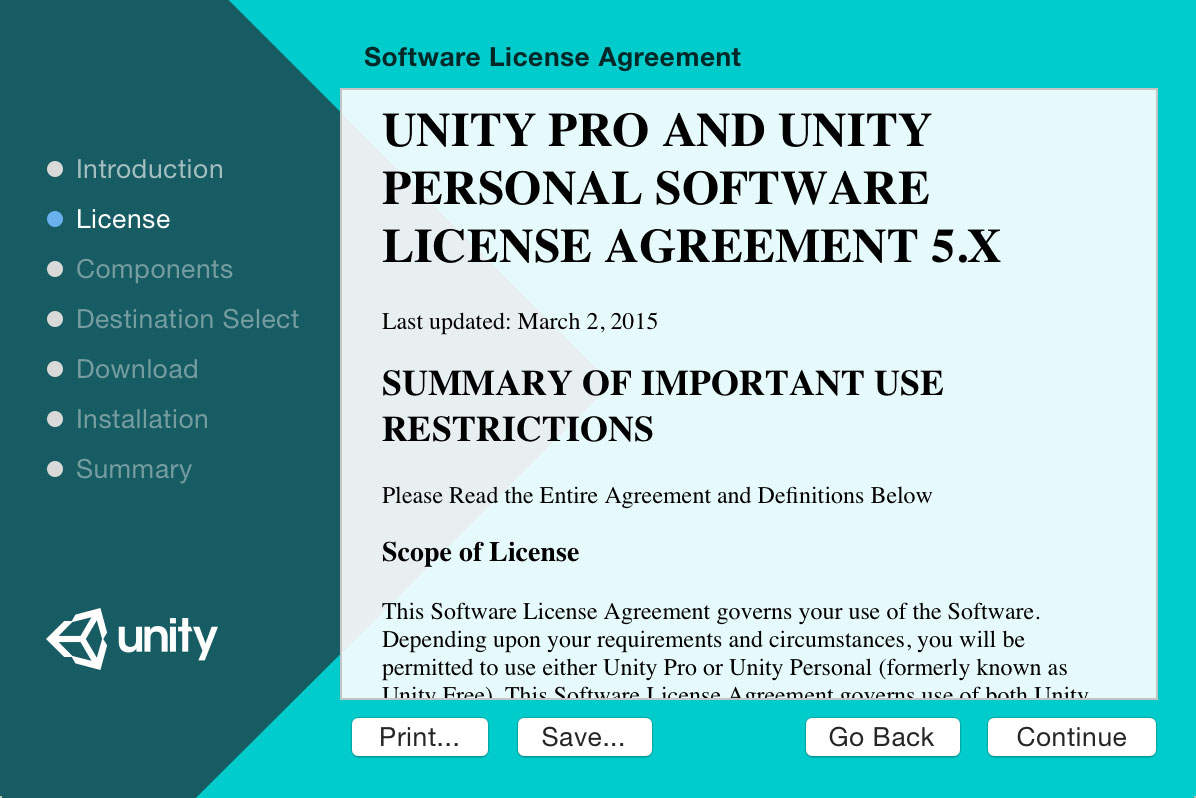 Software License Agreement
Introduction
License
Components
Destination Select
Download
Installation
Summary
unity
UNITY PRO AND UNITY
PERSONAL SOFTWARE
LICENSE AGREEMENT 5.X
Last updated: March 2, 2015
SUMMARY OF IMPORTANT USE
RESTRICTIONS
Please Read the Entire Agreement and Definitions Below
Scope of License
This Software License Agreement governs your use of the Software.
Depending upon your requirements and circumstances, you will be
permitted to use either Unity Pro or Unity Personal (formerly known as
Unity Free). This Software License Agreement governs use of both Unity
Print...
Save...
Go Back
Continue